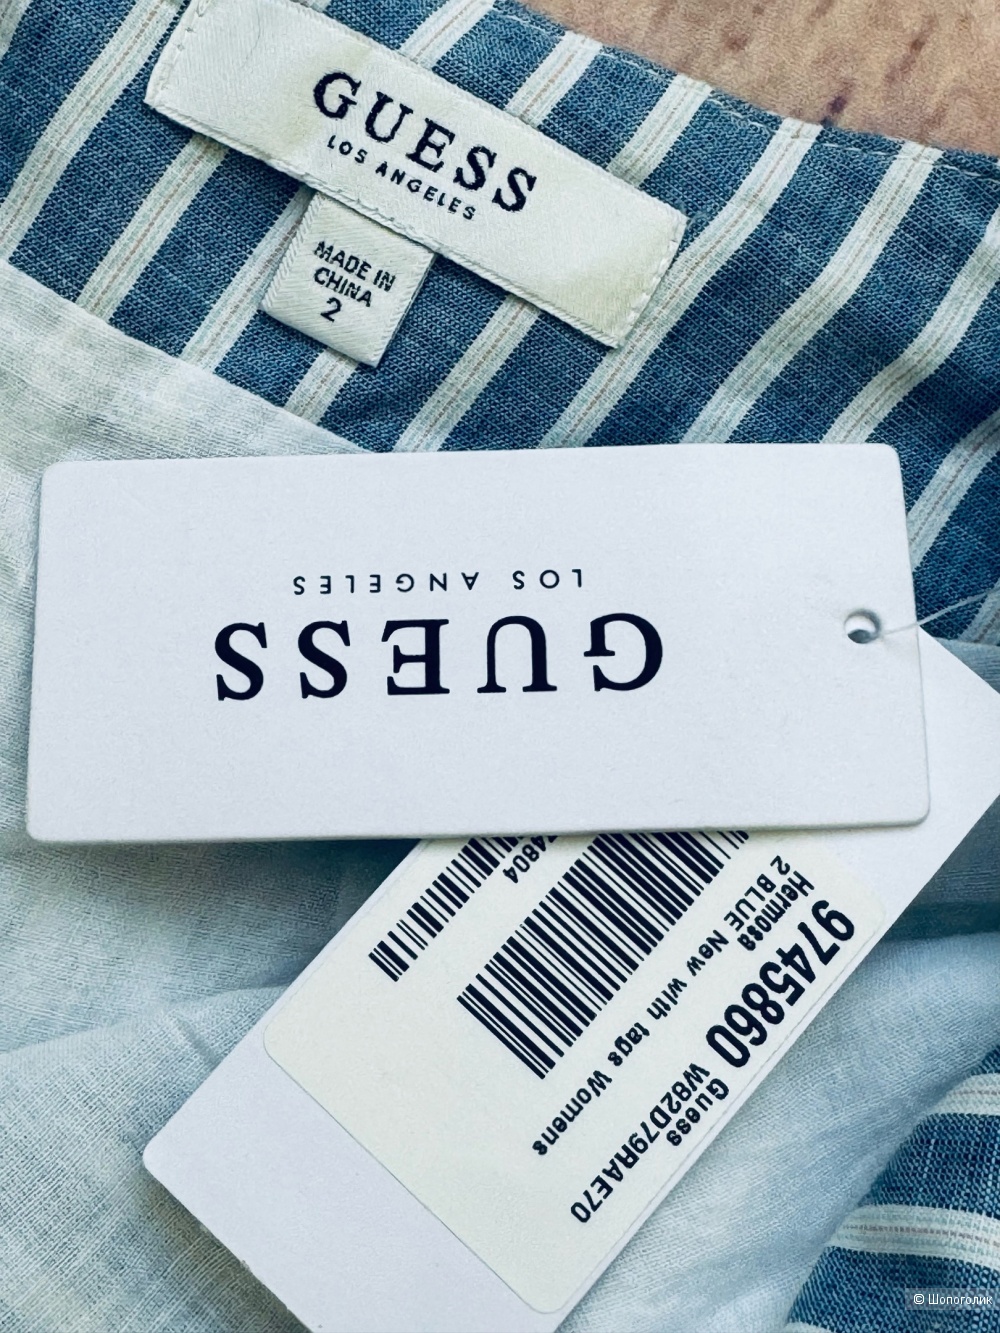 GUESS
LOS ANGELES
MADE IN
CHINA
2
GUESS
LOS ANGELES
9745860 Guess
Hermosa W82D79RAE70
2 BLUE New with tags Womens
4804
© Шопоголик